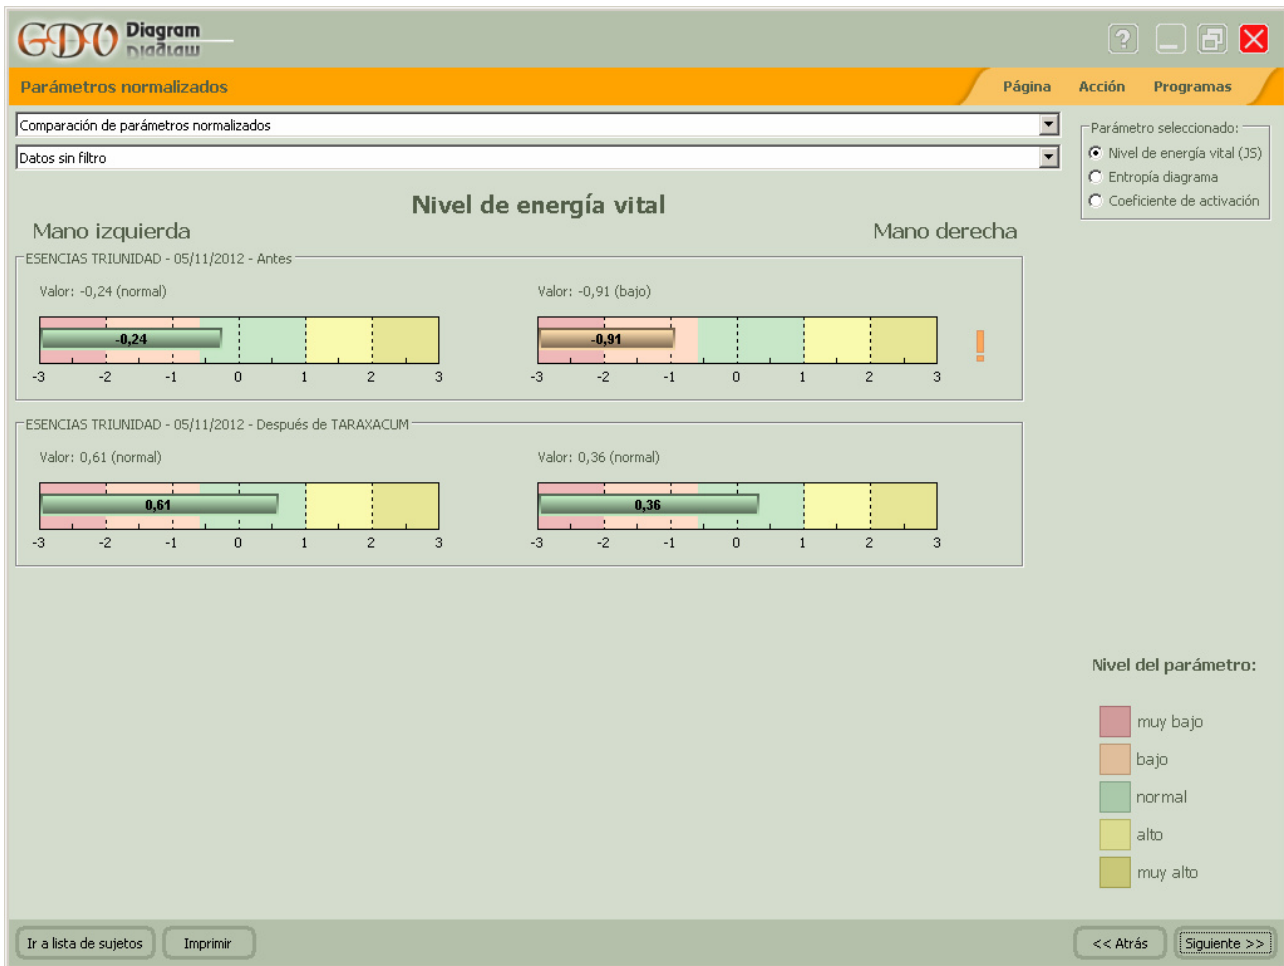 GDV Diagram
Parámetros normalizados
Página Acción Programas
Comparación de parámetros normalizados
Datos sin filtro
Parámetro seleccionado:
Nivel de energía vital (JS)
Entropía diagrama
Coeficiente de activación
Nivel de energía vital
Mano izquierda Mano derecha
ESENCIAS TRIUNIDAD - 05/11/2012 - Antes
Valor: -0,24 (normal) Valor: -0,91 (bajo)
-0,24 -0,91
!
-3 -2 -1 0 1 2 3 -3 -2 -1 0 1 2 3
ESENCIAS TRIUNIDAD - 05/11/2012 - Después de TARAXACUM
Valor: 0,61 (normal) Valor: 0,36 (normal)
0,61 0,36
-3 -2 -1 0 1 2 3 -3 -2 -1 0 1 2 3
Nivel del parámetro:
muy bajo
bajo
normal
alto
muy alto
Ir a lista de sujetos Imprimir << Atrás Siguiente >>